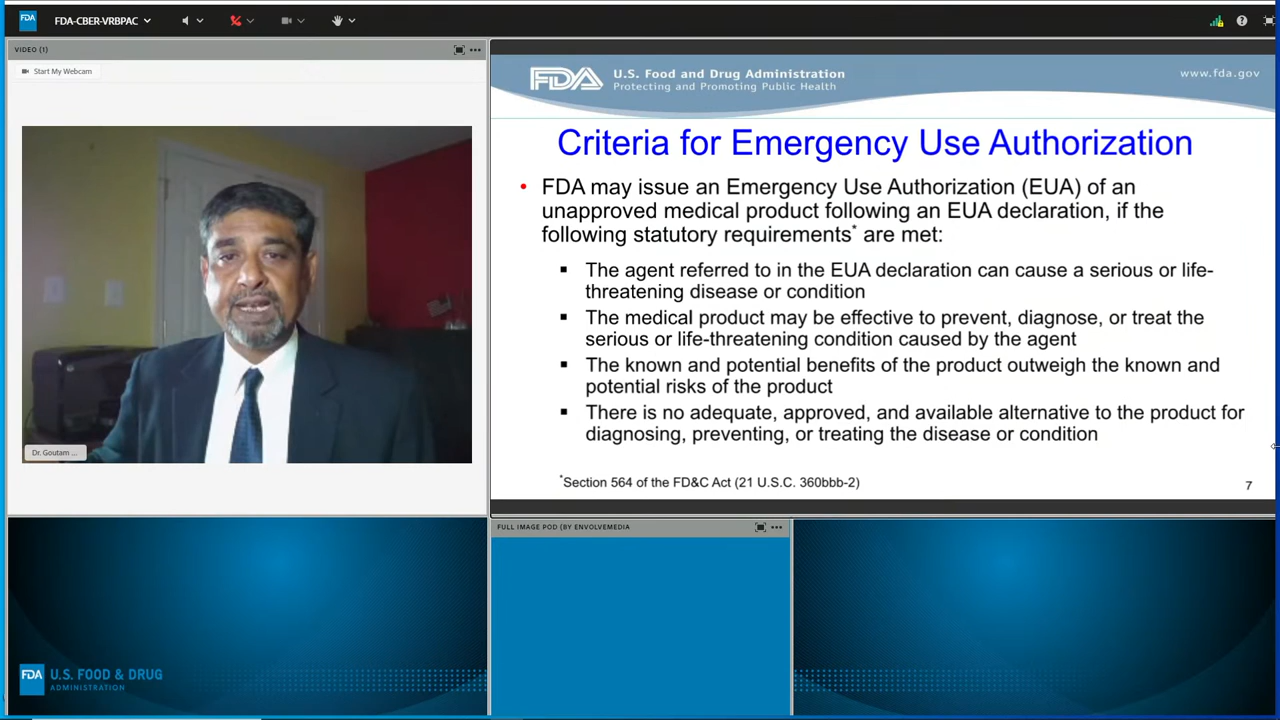 FDA
FDA-CBER-VRBPAC
VIDEO (1)
Start My Webcam
Dr. Goutam ...
FDA
U.S. Food and Drug Administration
Protecting and Promoting Public Health
www.fda.gov
Criteria for Emergency Use Authorization
• FDA may issue an Emergency Use Authorization (EUA) of an
unapproved medical product following an EUA declaration, if the
following statutory requirements* are met:
▪ The agent referred to in the EUA declaration can cause a serious or life-
threatening disease or condition
▪ The medical product may be effective to prevent, diagnose, or treat the
serious or life-threatening condition caused by the agent
▪ The known and potential benefits of the product outweigh the known and
potential risks of the product
▪ There is no adequate, approved, and available alternative to the product for
diagnosing, preventing, or treating the disease or condition
*Section 564 of the FD&C Act (21 U.S.C. 360bbb-2)
7
FULL IMAGE POD (BY ENVOLVEMEDIA
FDA
U.S. FOOD & DRUG
ADMINISTRATION